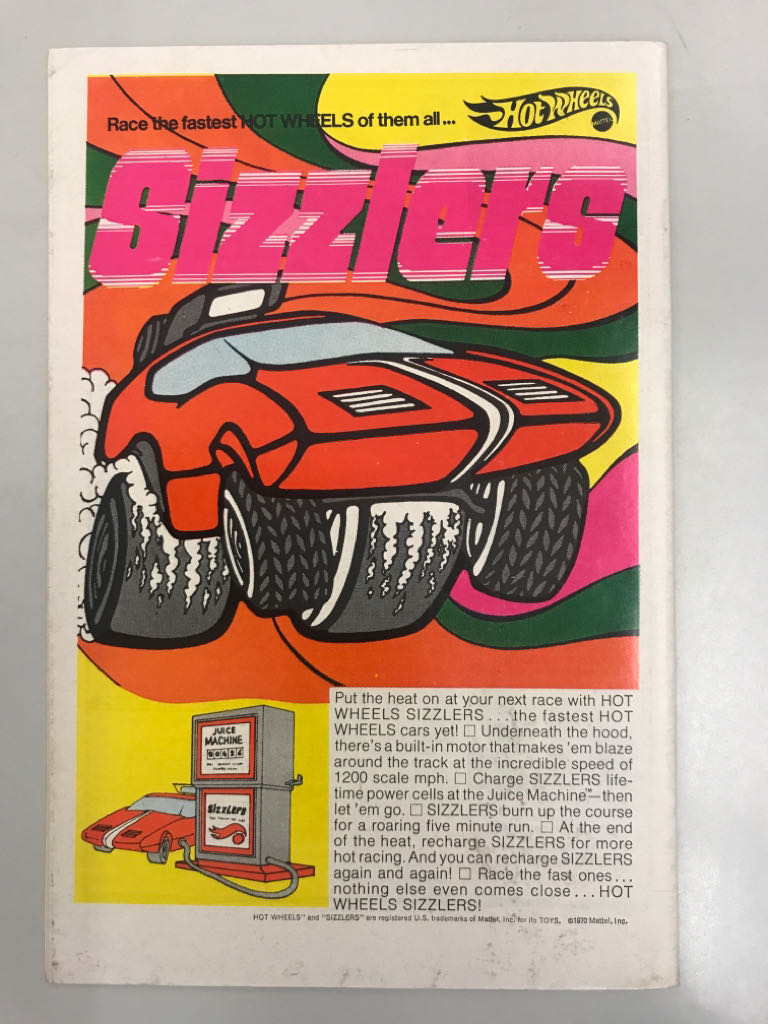 Race the fastest HOT WHEELS of them all...
Hot Wheels
MATTEL
Sizzlers
Put the heat on at your next race with HOT
WHEELS SIZZLERS...the fastest HOT
WHEELS cars yet! □ Underneath the hood,
there's a built-in motor that makes 'em blaze
around the track at the incredible speed of
1200 scale mph. □ Charge SIZZLERS life-
time power cells at the Juice Machine™—then
let 'em go. □ SIZZLERS burn up the course
for a roaring five minute run. □ At the end
of the heat, recharge SIZZLERS for more
hot racing. And you can recharge SIZZLERS
again and again! □ Race the fast ones...
nothing else even comes close...HOT
WHEELS SIZZLERS!
JUICE
MACHINE
00426
Sizzlers
HOT WHEELS" and "SIZZLERS" are registered U.S. trademarks of Mattel, Inc. for its TOYS. ©1970 Mattel, Inc.